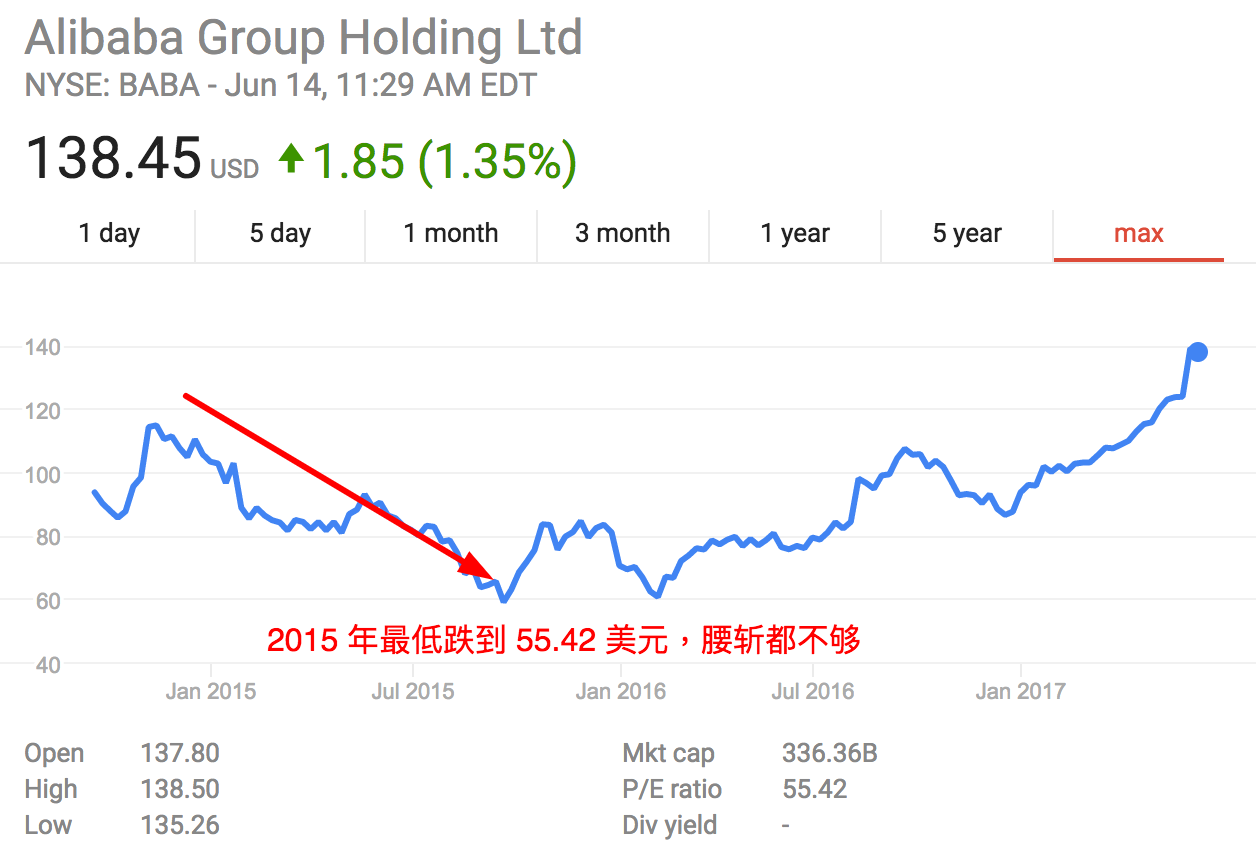 Alibaba Group Holding Ltd
NYSE: BABA - Jun 14, 11:29 AM EDT
138.45 USD 1.85 (1.35%)
1 day 5 day 1 month 3 month 1 year 5 year max
140
120
100
80
60
2015 年最低跌到 55.42 美元，腰斩都不够
40
Jan 2015 Jul 2015 Jan 2016 Jul 2016 Jan 2017
Open 137.80 Mkt cap 336.36B
High 138.50 P/E ratio 55.42
Low 135.26 Div yield -